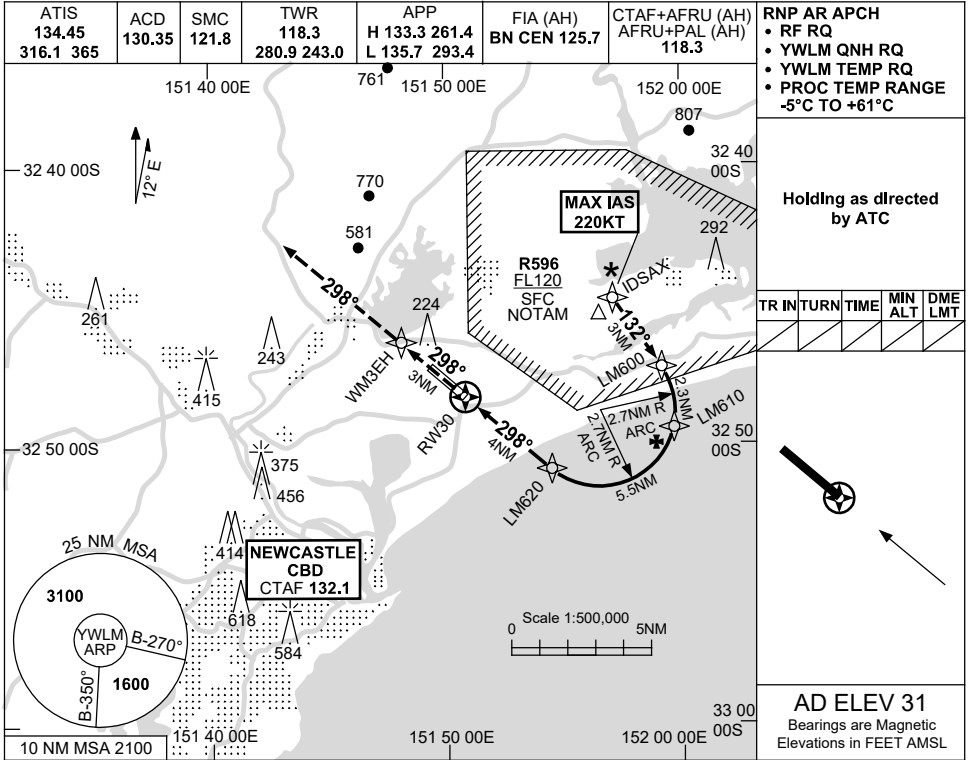 ATIS
134.45
316.1 365
ACD
130.35
SMC
121.8
TWR
118.3
280.9 243.0
APP
H 133.3 261.4
L 135.7 293.4
FIA (AH)
BN CEN 125.7
CTAF+AFRU (AH)
AFRU+PAL (AH)
118.3
RNP AR APCH
• RF RQ
• YWLM QNH RQ
• YWLM TEMP RQ
• PROC TEMP RANGE
-5°C TO +61°C
151 40 00E
761
151 50 00E
152 00 00E
807
32 40 00S
32 40
00S
12° E
770
581
MAX IAS
220KT
292
Holding as directed
by ATC
R596
FL120
SFC
NOTAM
IDSAX
132°
3NM
298°
261
224
243
415
WM3EH
298°
3NM
RW30
LM600
2.3NM
LM610
2.7NM R
ARC
2.7NM R
ARC
298°
4NM
LM620
5.5NM
TR IN
TURN
TIME
MIN
ALT
DME
LMT
32 50 00S
32 50
00S
375
456
414
NEWCASTLE
CBD
CTAF 132.1
618
584
25 NM MSA
3100
YWLM
ARP
B-270°
B-350°
1600
Scale 1:500,000
0
5NM
10 NM MSA 2100
151 40 00E
151 50 00E
152 00 00E
33 00
00S
AD ELEV 31
Bearings are Magnetic
Elevations in FEET AMSL